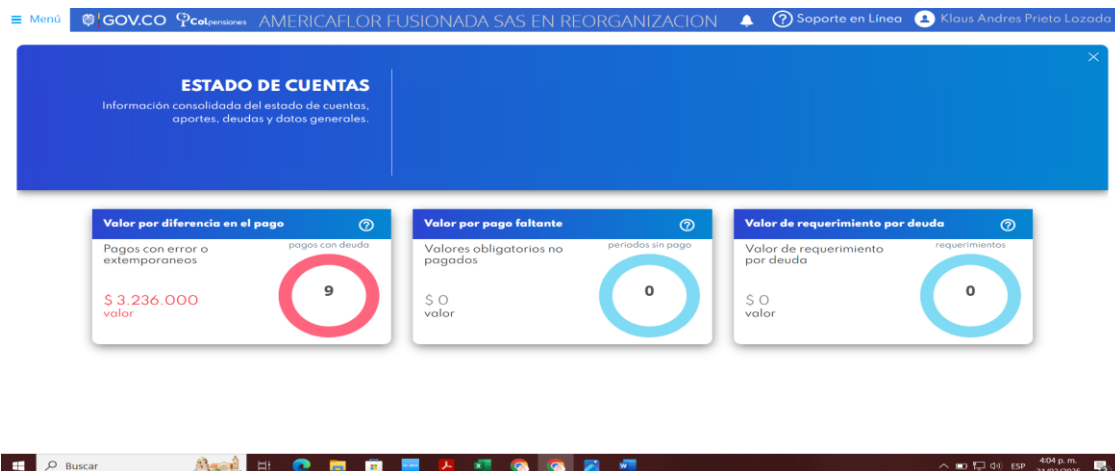 Menú GOV.CO Colpensiones AMERICAFLOR FUSIONADA SAS EN REORGANIZACION Soporte en Línea Klaus Andres Prieto Lozada
ESTADO DE CUENTAS
Información consolidada del estado de cuentas,
aportes, deudas y datos generales.
Valor por diferencia en el pago
Pagos con error o
extemporaneos
pagos con deuda
9
$ 3.236.000
valor
Valor por pago faltante
Valores obligatorios no
pagados
periodos sin pago
0
$ 0
valor
Valor de requerimiento por deuda
Valor de requerimiento
por deuda
requerimientos
0
$ 0
valor
Buscar
ESP
4:04 p. m.